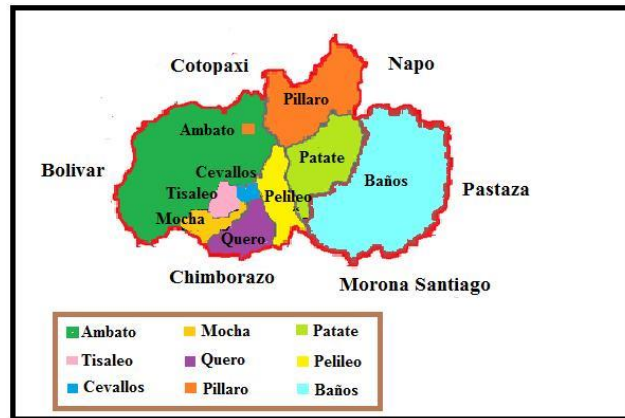 Cotopaxi
Napo
Pillaro
Ambato
Patate
Bolivar
Cevallos
Baños
Tisaleo
Pelileo
Pastaza
Mocha
Quero
Chimborazo
Morona Santiago
Ambato Mocha Patate
Tisaleo Quero Pelileo
Cevallos Pillaro Baños